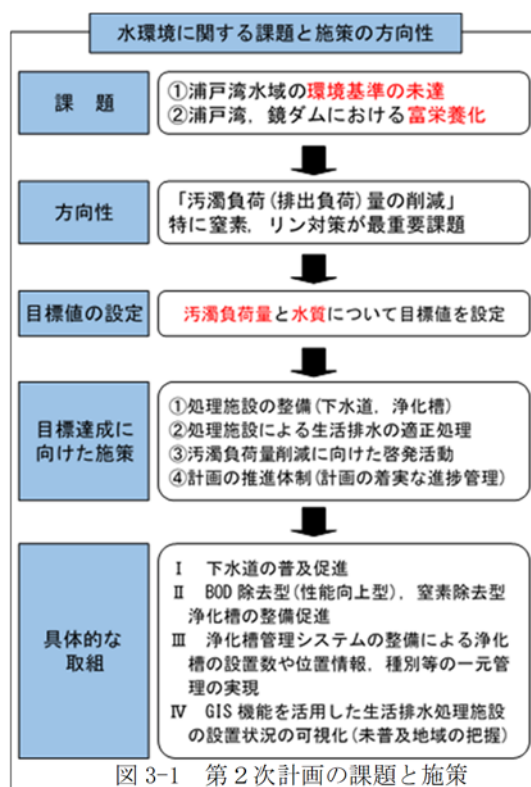 水環境に関する課題と施策の方向性
課 題
①浦戸湾水域の環境基準の未達
②浦戸湾，鏡ダムにおける富栄養化
方向性
「汚濁負荷(排出負荷)量の削減」
特に窒素，リン対策が最重要課題
目標値の設定
汚濁負荷量と水質について目標値を設定
目標達成に
向けた施策
①処理施設の整備(下水道，浄化槽)
②処理施設による生活排水の適正処理
③汚濁負荷量削減に向けた啓発活動
④計画の推進体制(計画の着実な進捗管理)
具体的な
取組
Ⅰ 下水道の普及促進
Ⅱ BOD 除去型(性能向上型)，窒素除去型
浄化槽の整備促進
Ⅲ 浄化槽管理システムの整備による浄化
槽の設置数や位置情報，種別等の一元管
理の実現
Ⅳ GIS 機能を活用した生活排水処理施設
の設置状況の可視化(未普及地域の把握)
図 3-1 第２次計画の課題と施策